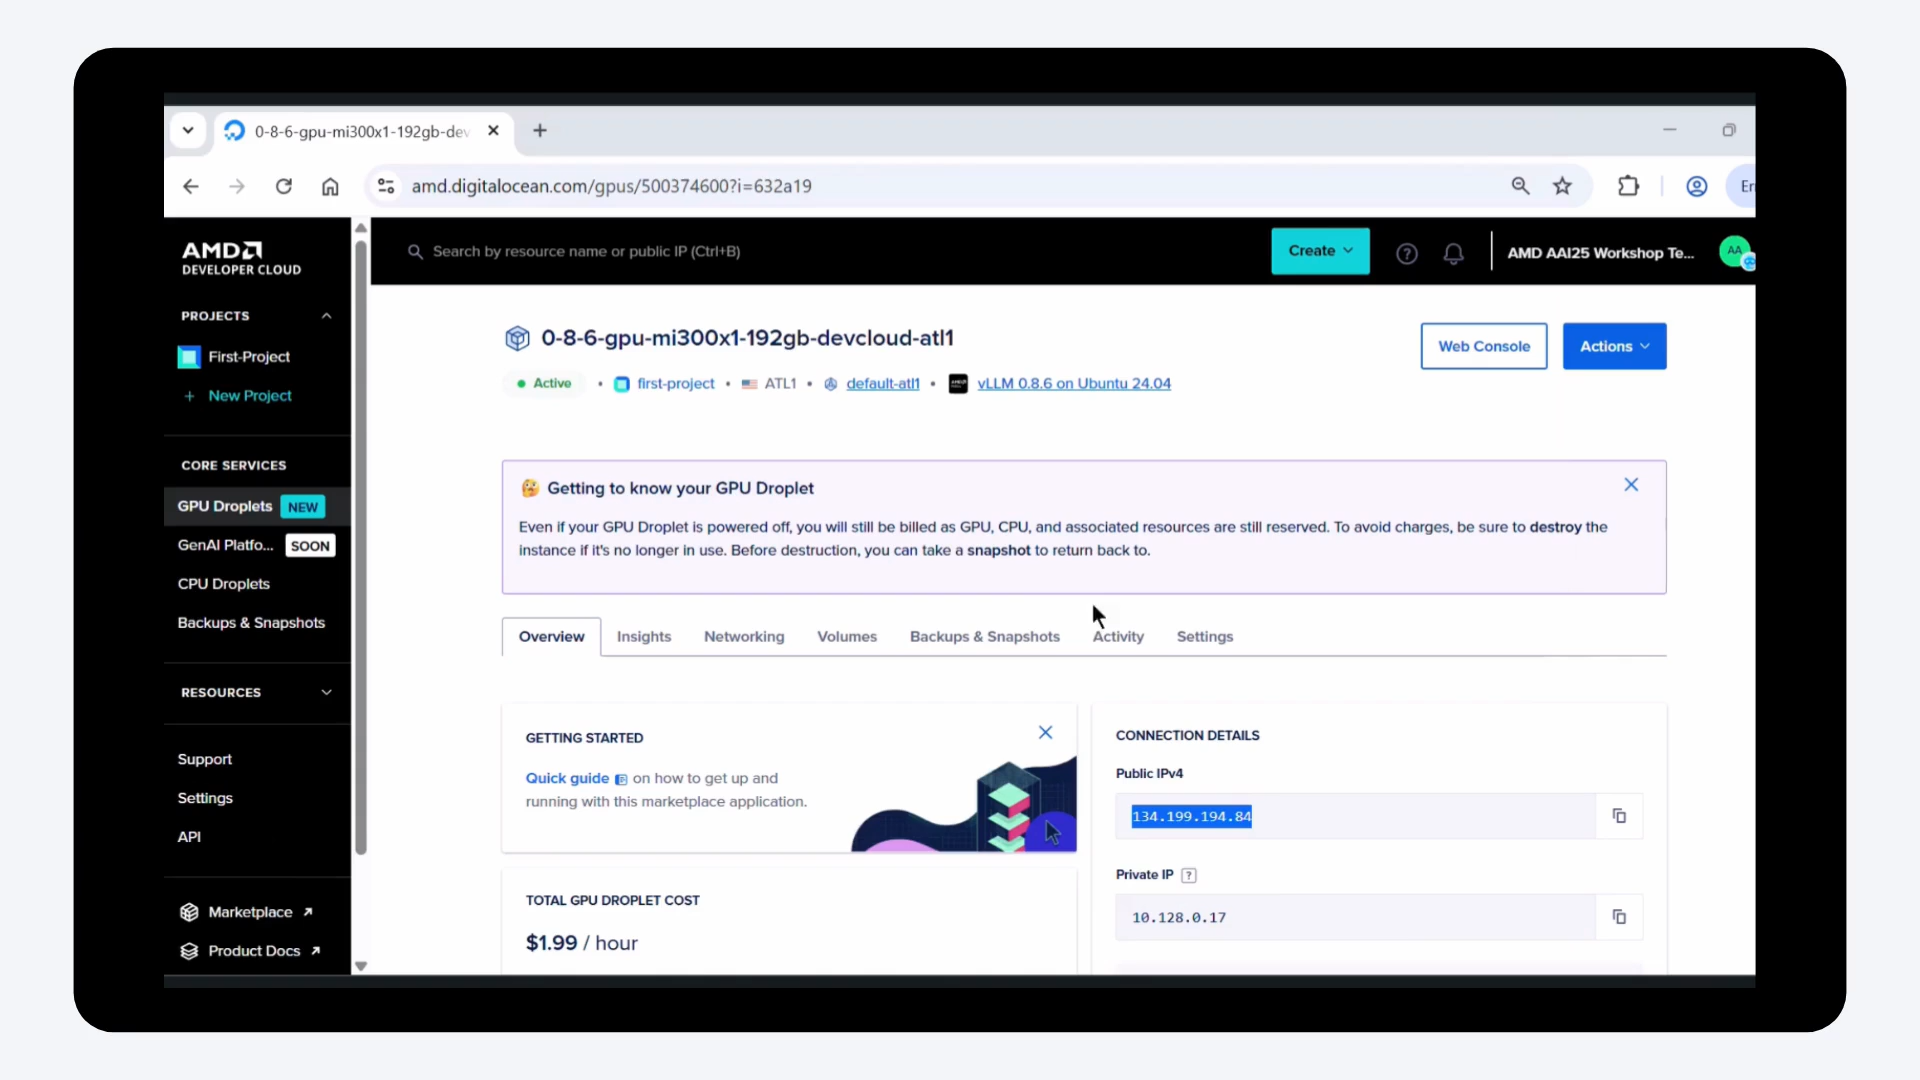 0-8-6-gpu-mi300x1-192gb-dev
amd.digitalocean.com/gpus/500374600?i=632a19
AMD
DEVELOPER CLOUD
Search by resource name or public IP (Ctrl+B)
Create
AMD AAI25 Workshop Te...
AA
PROJECTS
First-Project
+ New Project
CORE SERVICES
GPU Droplets NEW
GenAI Platfo... SOON
CPU Droplets
Backups & Snapshots
RESOURCES
Support
Settings
API
Marketplace
Product Docs
0-8-6-gpu-mi300x1-192gb-devcloud-atl1
Active • first-project • ATL1 • default-atl1 • vLLM 0.8.6 on Ubuntu 24.04
Web Console
Actions
Getting to know your GPU Droplet
Even if your GPU Droplet is powered off, you will still be billed as GPU, CPU, and associated resources are still reserved. To avoid charges, be sure to destroy the
instance if it's no longer in use. Before destruction, you can take a snapshot to return back to.
Overview Insights Networking Volumes Backups & Snapshots Activity Settings
GETTING STARTED
Quick guide on how to get up and
running with this marketplace application.
TOTAL GPU DROPLET COST
$1.99 / hour
CONNECTION DETAILS
Public IPv4
134.199.194.84
Private IP ?
10.128.0.17